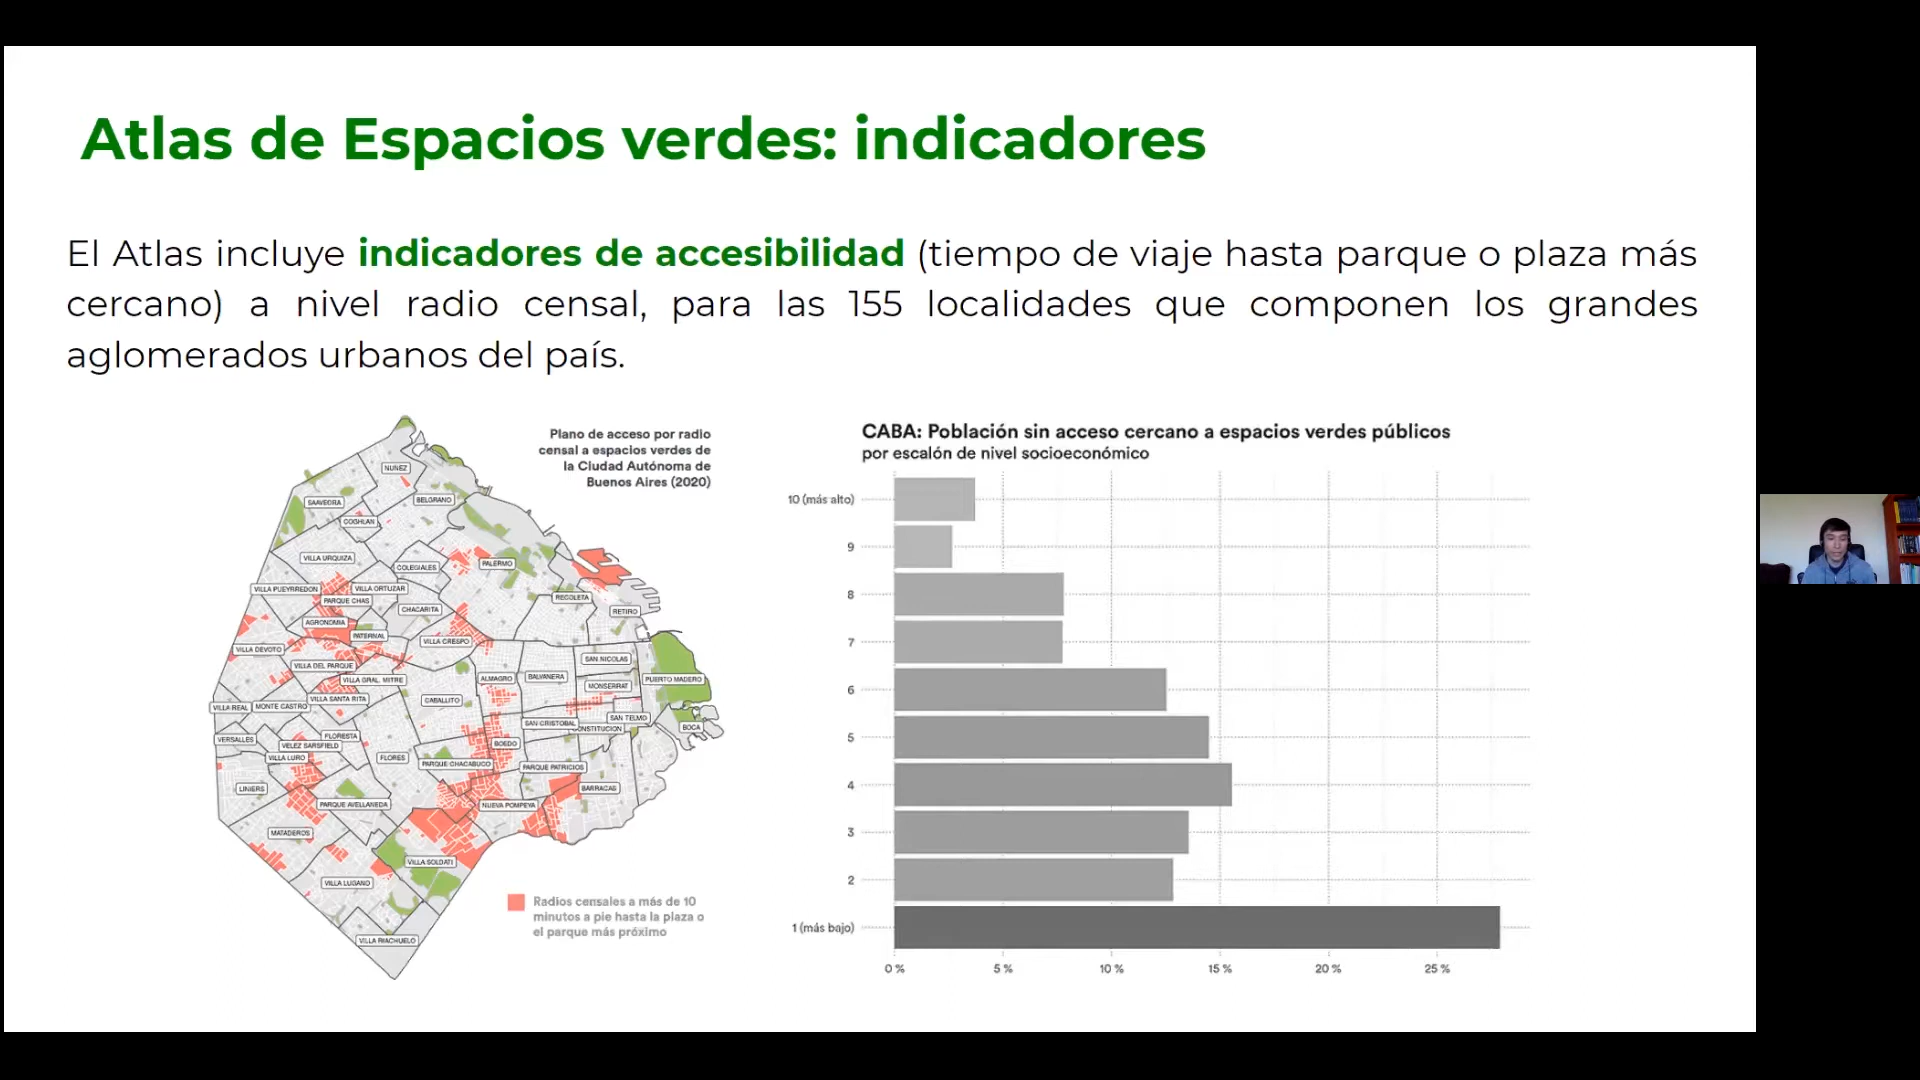 Atlas de Espacios verdes: indicadores
El Atlas incluye indicadores de accesibilidad (tiempo de viaje hasta parque o plaza más
cercano) a nivel radio censal, para las 155 localidades que componen los grandes
aglomerados urbanos del país.
Plano de acceso por radio
censal a espacios verdes de
la Ciudad Autónoma de
Buenos Aires (2020)
NUÑEZ
SAAVEDRA
BELGRANO
COGHLAN
VILLA URQUIZA
COLEGIALES
PALERMO
VILLA PUEYRREDON
VILLA ORTUZAR
PARQUE CHAS
CHACARITA
RECOLETA
RETIRO
AGRONOMIA
PATERNAL
VILLA CRESPO
VILLA DEVOTO
VILLA DEL PARQUE
SAN NICOLAS
VILLA GRAL. MITRE
ALMAGRO
BALVANERA
MONSERRAT
PUERTO MADERO
VILLA SANTA RITA
CABALLITO
VILLA REAL
MONTE CASTRO
SAN CRISTOBAL
SAN TELMO
ONSTITUCION
BOCA
VERSALLES
FLORESTA
VELEZ SARSFIELD
BOEDO
VILLA LURO
FLORES
PARQUE CHACABUCO
PARQUE PATRICIOS
LINIERS
BARRACAS
PARQUE AVELLANEDA
NUEVA POMPEYA
MATADEROS
VILLA SOLDATI
VILLA LUGANO
VILLA RIACHUELO
Radios censales a más de 10
minutos a pie hasta la plaza o
el parque más próximo
CABA: Población sin acceso cercano a espacios verdes públicos
por escalón de nivel socioeconómico
10 (más alto)
9
8
7
6
5
4
3
2
1 (más bajo)
0 %
5 %
10 %
15 %
20 %
25 %